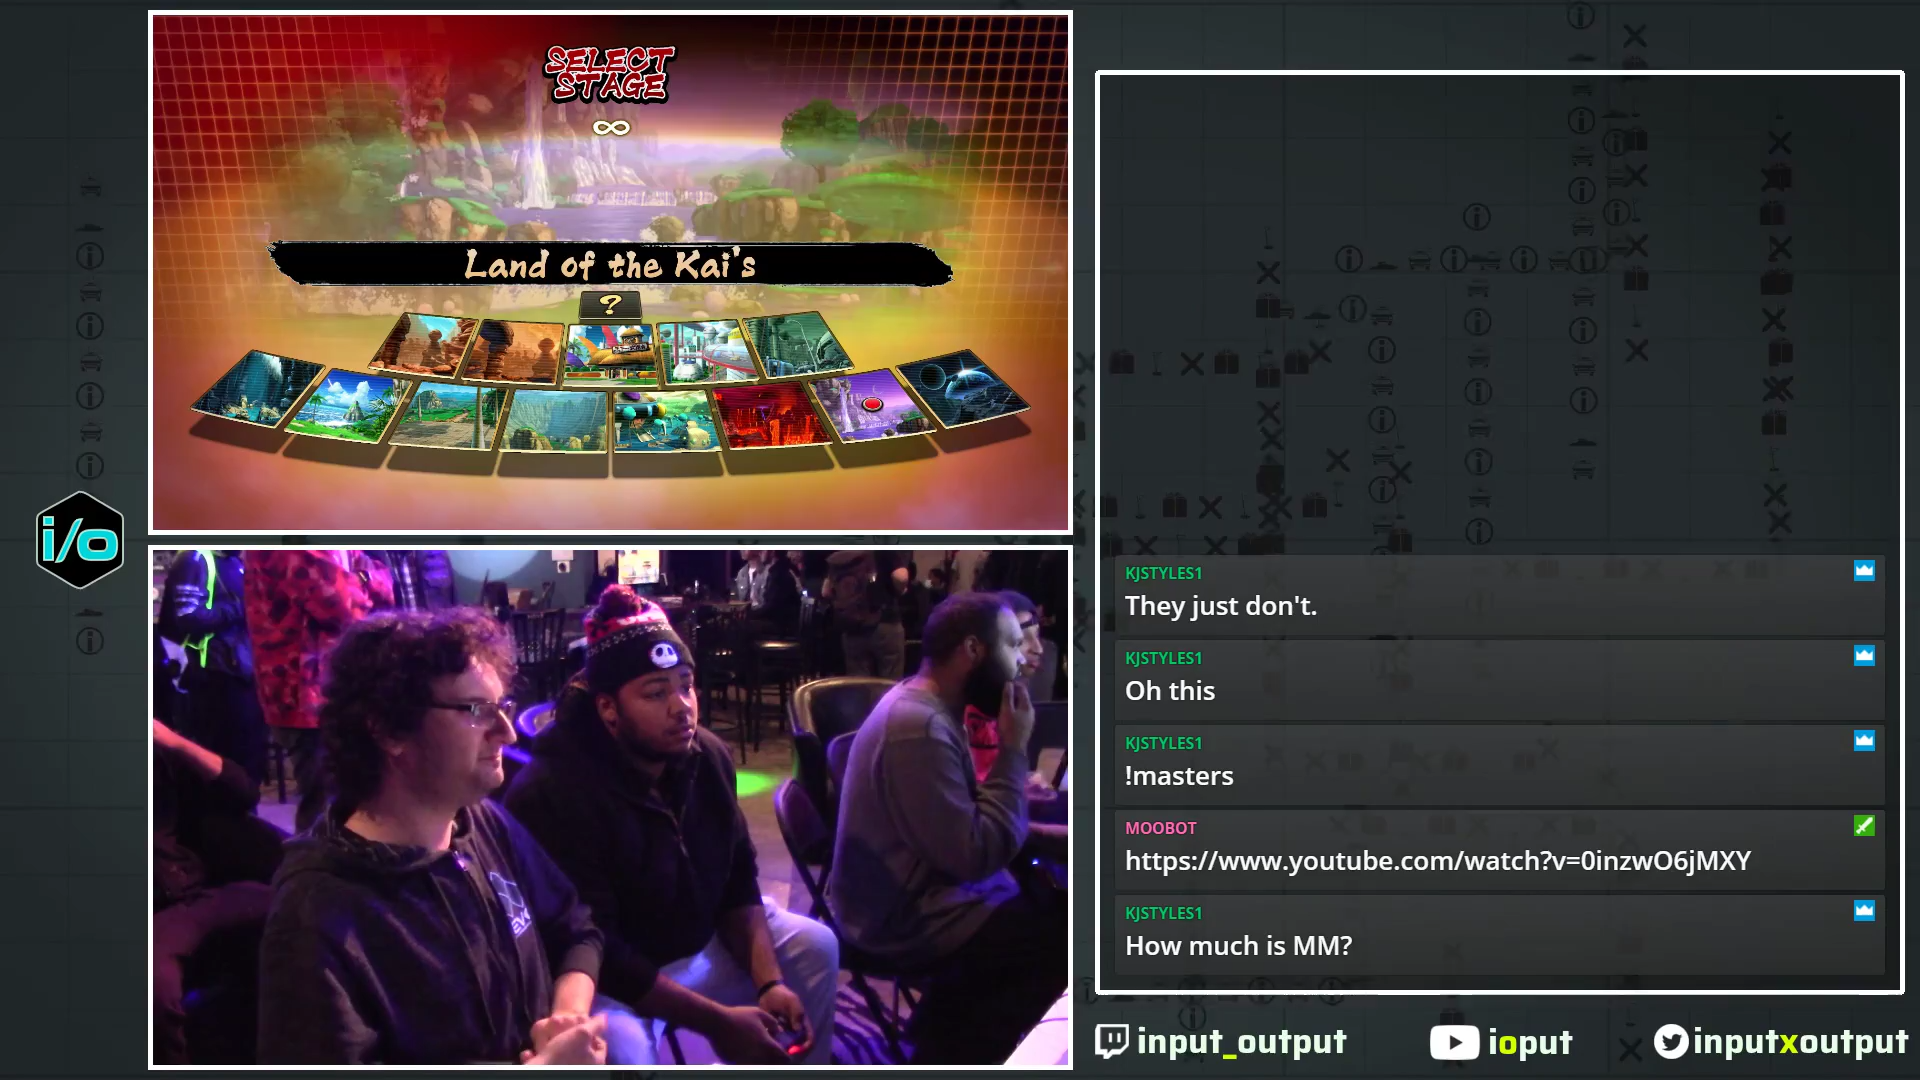 SELECT
STAGE
∞
Land of the Kai's
?
i/o
EVO
KJSTYLES1
They just don't.
KJSTYLES1
Oh this
KJSTYLES1
!masters
MOOBOT
https://www.youtube.com/watch?v=0inzwO6jMXY
KJSTYLES1
How much is MM?
input_output
ioput
inputxoutput